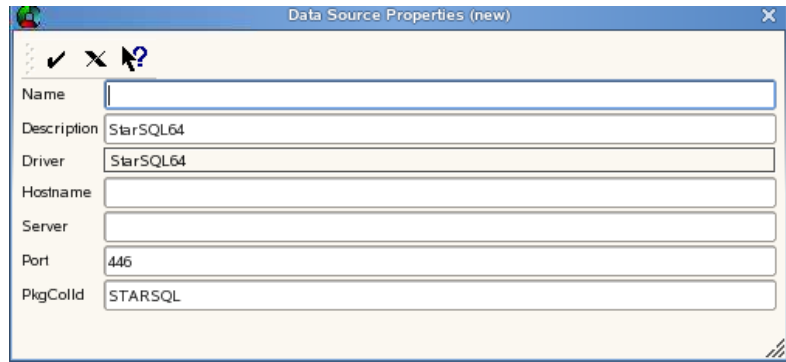 Data Source Properties (new)
Name
Description StarSQL64
Driver StarSQL64
Hostname
Server
Port 446
PkgColId STARSQL